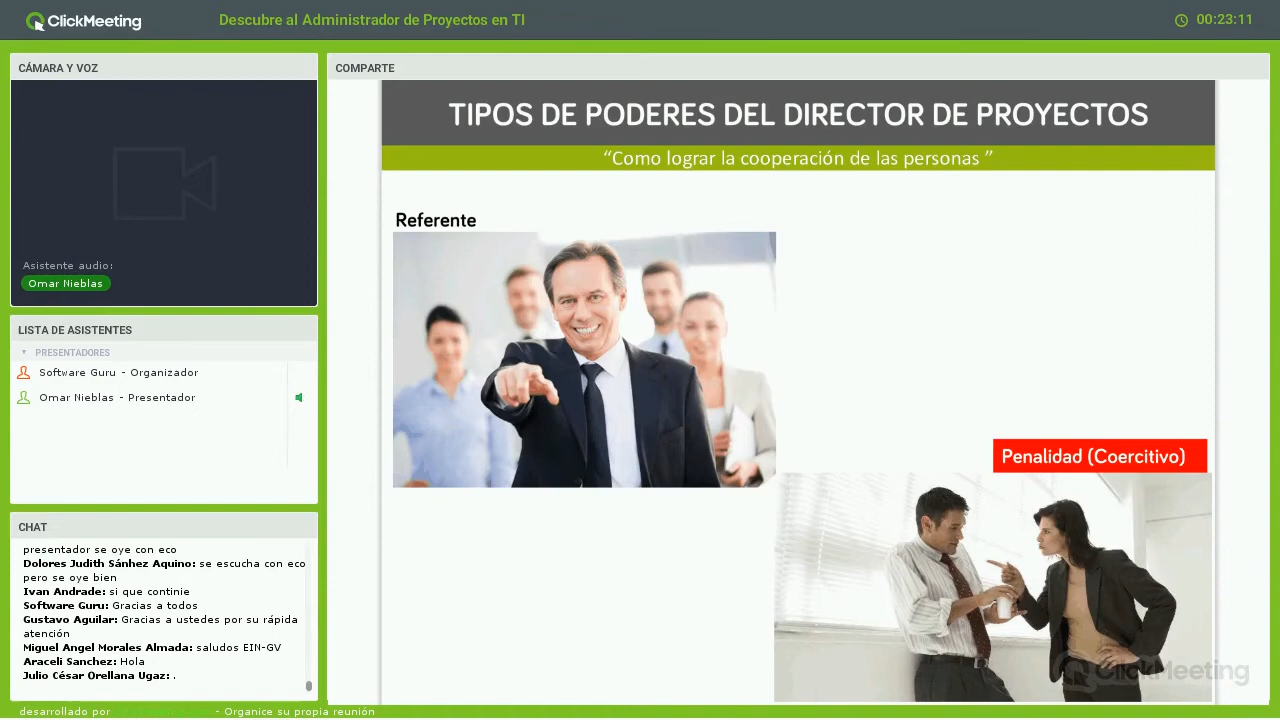 ClickMeeting
Descubre al Administrador de Proyectos en TI
00:23:11
CÁMARA Y VOZ
Asistente audio:
Omar Nieblas
LISTA DE ASISTENTES
PRESENTADORES
Software Guru - Organizador
Omar Nieblas - Presentador
CHAT
presentador se oye con eco
Dolores Judith Sánhez Aquino: se escucha con eco
pero se oye bien
Ivan Andrade: si que continie
Software Guru: Gracias a todos
Gustavo Aguilar: Gracias a ustedes por su rápida
atención
Miguel Angel Morales Almada: saludos EIN-GV
Araceli Sanchez: Hola
Julio César Orellana Ugaz: .
desarrollado por - Organice su propia reunión
COMPARTE
TIPOS DE PODERES DEL DIRECTOR DE PROYECTOS
“Como lograr la cooperación de las personas ”
Referente
Penalidad (Coercitivo)
ClickMeeting